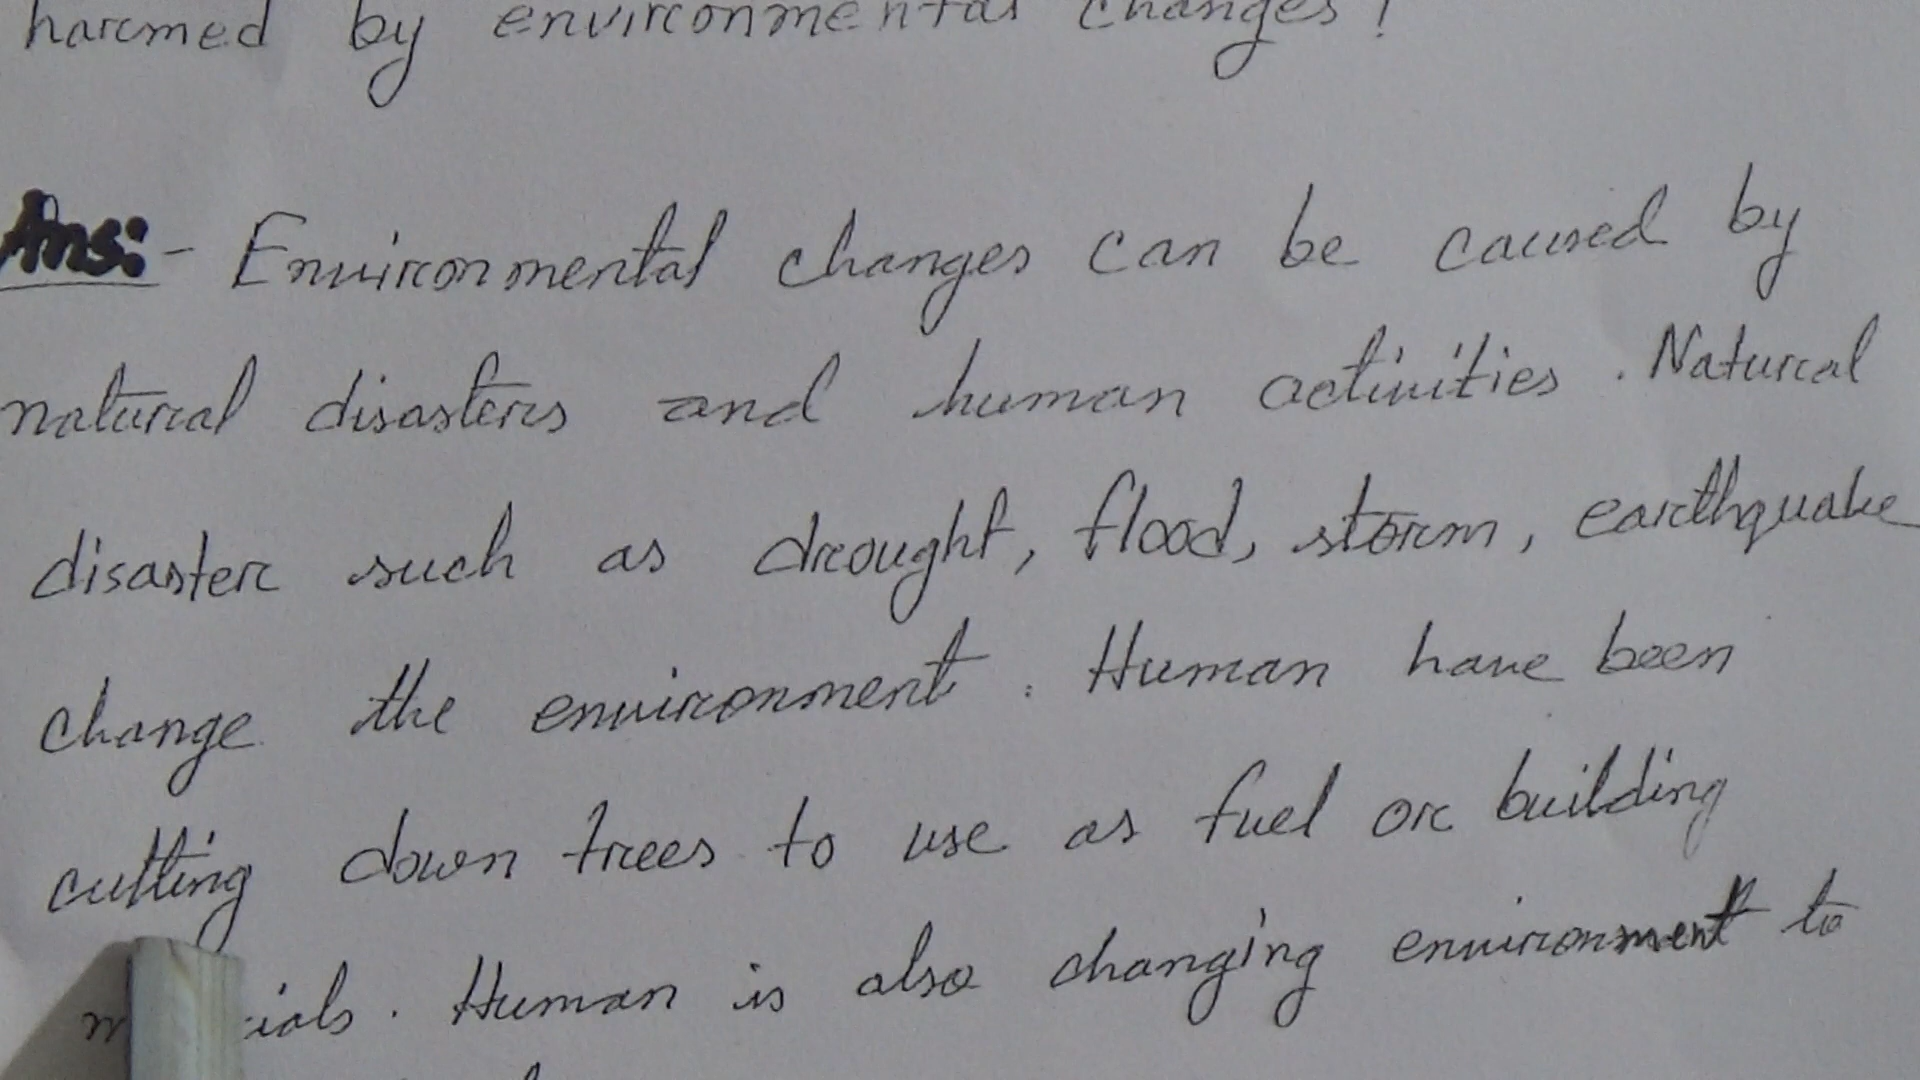 harmed by environmental changes?
Ans:- Environmental changes can be caused by
natural disasters and human activities. Natural
disaster such as drought, flood, storm, earthquake
change the environment. Human have been
cutting down trees to use as fuel or building
Human is also changing environment to